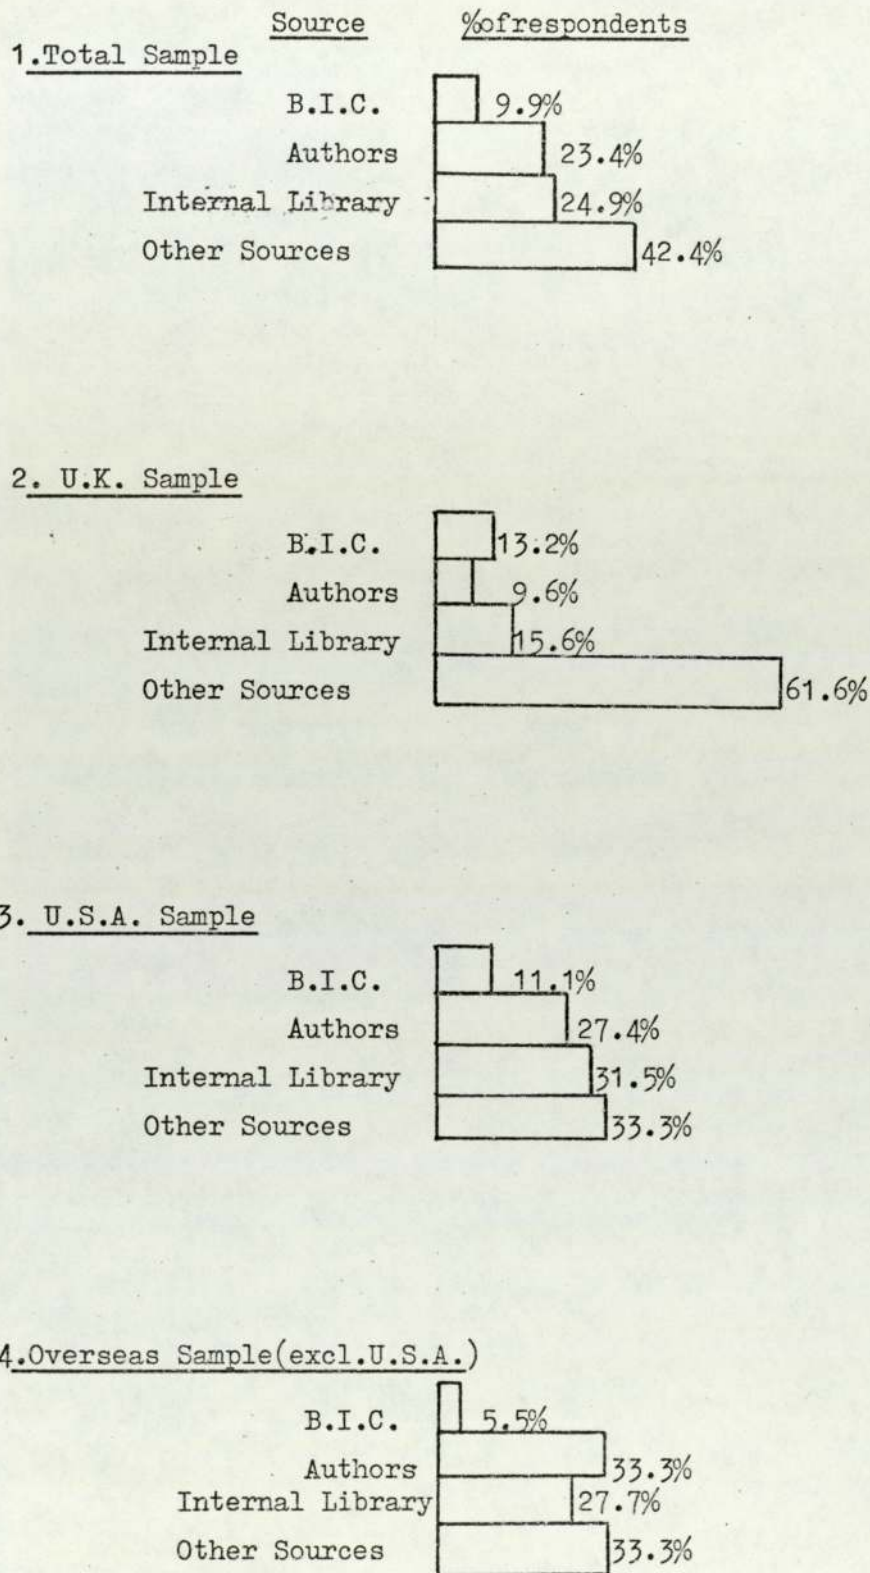 Source %ofrespondents
1.Total Sample
B.I.C. 9.9%
Authors 23.4%
Internal Library 24.9%
Other Sources 42.4%
2. U.K. Sample
B.I.C. 13.2%
Authors 9.6%
Internal Library 15.6%
Other Sources 61.6%
3. U.S.A. Sample
B.I.C. 11.1%
Authors 27.4%
Internal Library 31.5%
Other Sources 33.3%
4.Overseas Sample(excl.U.S.A.)
B.I.C. 5.5%
Authors 33.3%
Internal Library 27.7%
Other Sources 33.3%